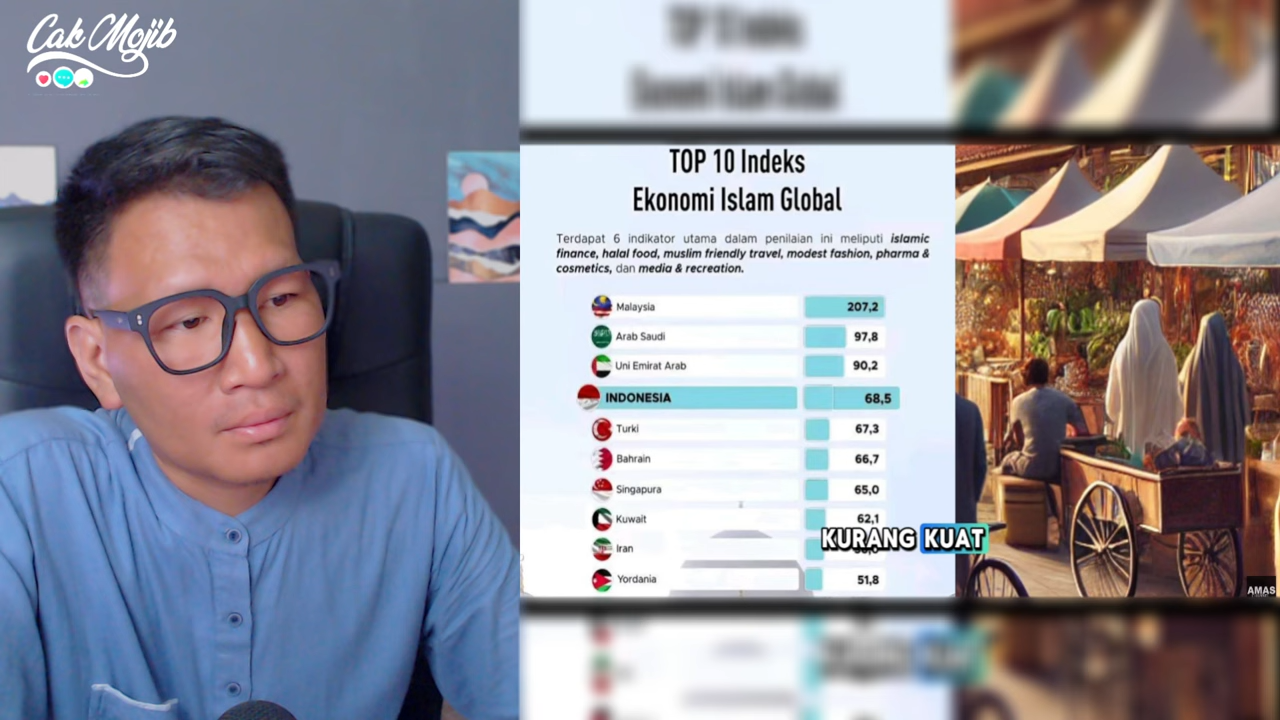 Cak Mojib
TOP 10 Indeks
Ekonomi Islam Global
Terdapat 6 indikator utama dalam penilaian ini meliputi islamic
finance, halal food, muslim friendly travel, modest fashion, pharma &
cosmetics, dan media & recreation.
Malaysia 207,2
Arab Saudi 97,8
Uni Emirat Arab 90,2
INDONESIA 68,5
Turki 67,3
Bahrain 66,7
Singapura 65,0
Kuwait 62,1
KURANG KUAT
Iran
Yordania 51,8
AMAS